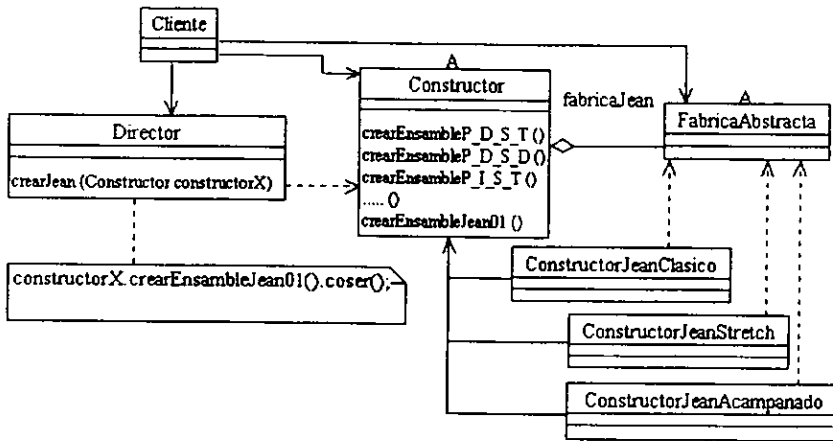 Cliente
A
Constructor
crearEnsambleP_D_S_T ()
crearEnsambleP_D_S_D()
crearEnsambleP_I_S_T()
..... ()
crearEnsambleJean01 ()
fabricaJean
A
FabricaAbstracta
Director
crearJean (Constructor constructorX)
constructorX.crearEnsambleJean01().coser();
ConstructorJeanClasico
ConstructorJeanStretch
ConstructorJeanAcampanado